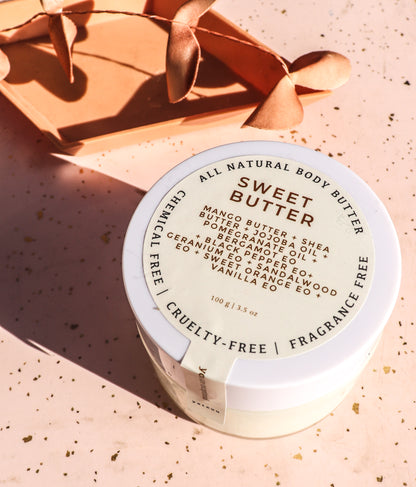 ALL NATURAL BODY BUTTER
SWEET
BUTTER
MANGO BUTTER + SHEA
BUTTER + JOJOBA OIL +
POMEGRANATE OIL +
BERGAMOT EO +
BLACK PEPPER EO+
GERANIUM EO + SANDALWOOD
EO + SWEET ORANGE EO +
VANILLA EO
100 g | 3.5 oz
CHEMICAL FREE | CRUELTY-FREE | FRAGRANCE FREE